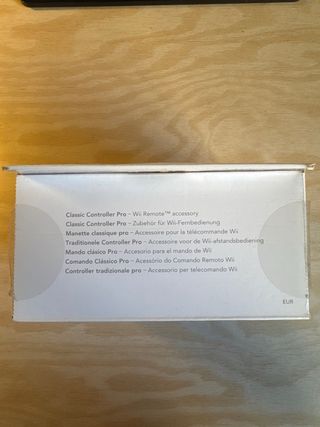 Classic Controller Pro – Wii Remote™ accessory
Classic Controller Pro – Zubehör für Wii-Fernbedienung
Manette classique pro – Accessoire pour la télécommande Wii
Traditionele Controller Pro – Accessoire voor de Wii-afstandsbediening
Mando clásico Pro – Accesorio para el mando de Wii
Comando Clássico Pro – Acessório do Comando Remoto Wii
Controller tradizionale pro – Accessorio per telecomando Wii
EUR